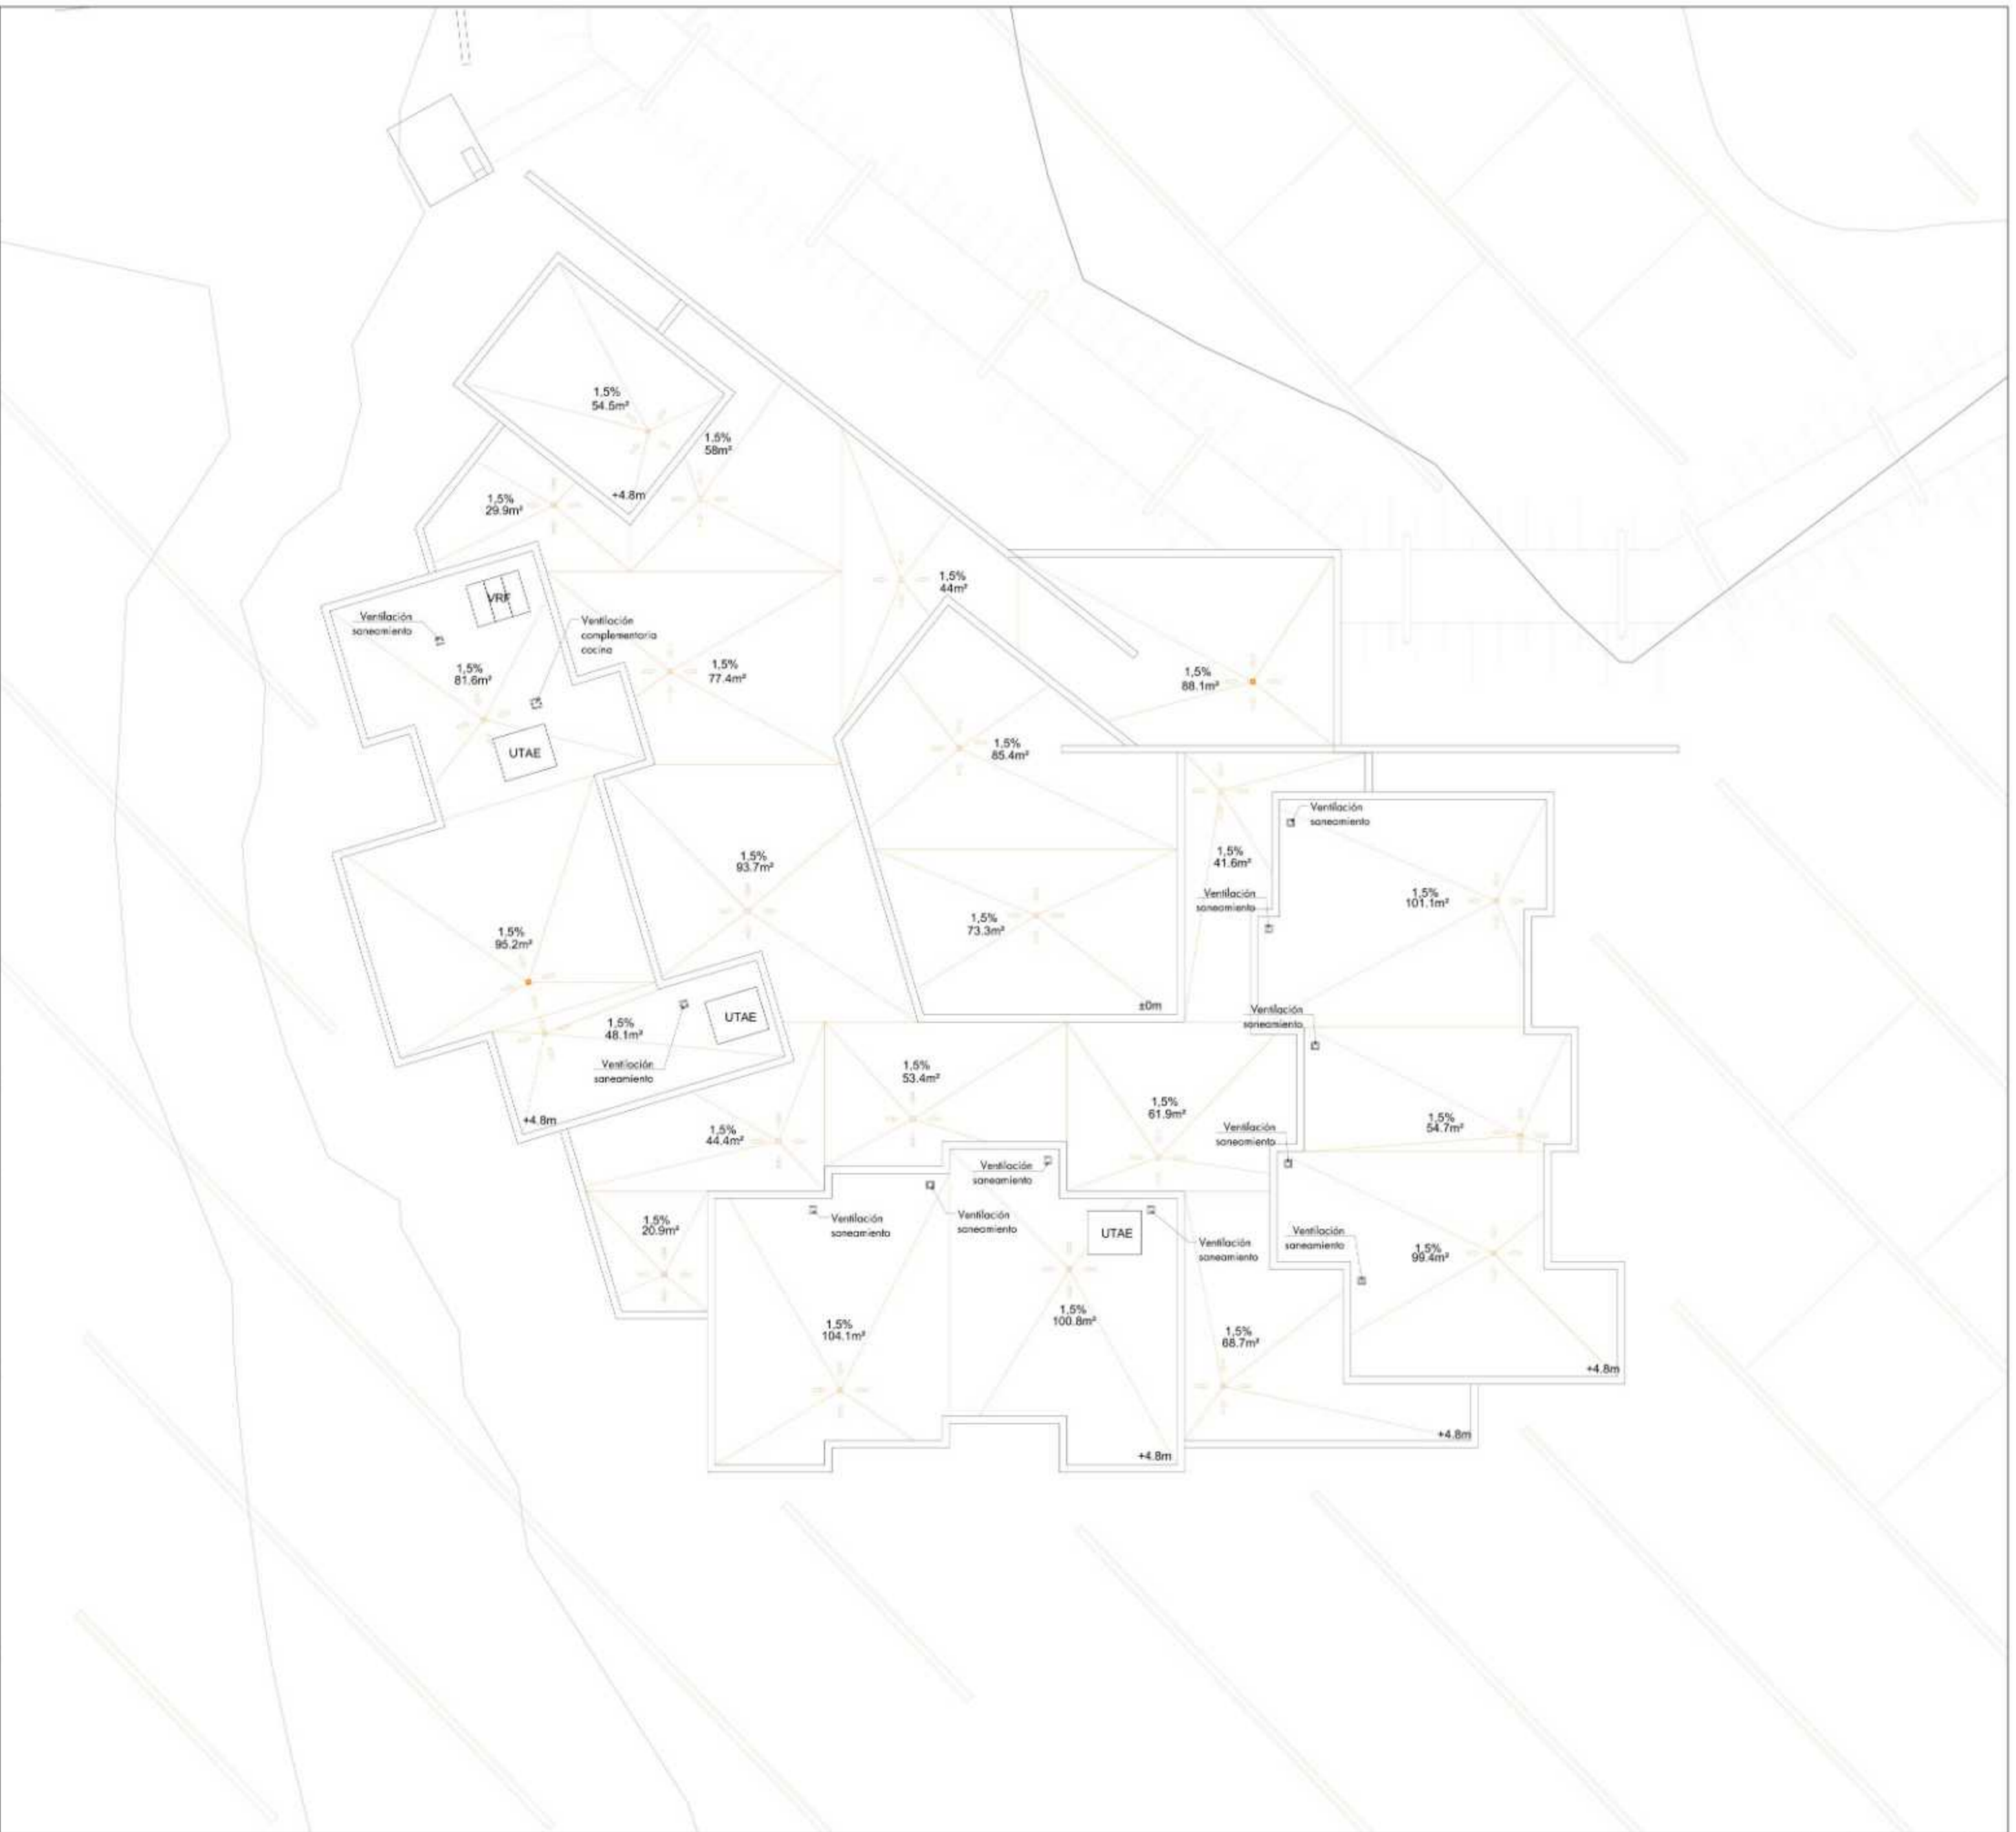 1,5%
54.5m²
1,5%
58m²
1,5%
29.9m²
+4.8m
VRF
1,5%
44m²
Ventilación
saneamiento
Ventilación
complementaria
cocina
1,5%
81.6m²
1,5%
77.4m²
1,5%
88.1m²
UTAE
1,5%
85.4m²
Ventilación
saneamiento
1,5%
93.7m²
1,5%
41.6m²
Ventilación
saneamiento
1,5%
101.1m²
1,5%
73.3m²
1,5%
95.2m²
±0m
Ventilación
saneamiento
UTAE
1,5%
48.1m²
Ventilación
saneamiento
1,5%
53.4m²
1,5%
61.9m²
+4.8m
1,5%
44.4m²
Ventilación
saneamiento
1,5%
54.7m²
Ventilación
saneamiento
1,5%
20.9m²
Ventilación
saneamiento
Ventilación
saneamiento
UTAE
Ventilación
saneamiento
Ventilación
saneamiento
1,5%
99.4m²
1,5%
104.1m²
1,5%
100.8m²
1,5%
68.7m²
+4.8m
+4.8m
+4.8m